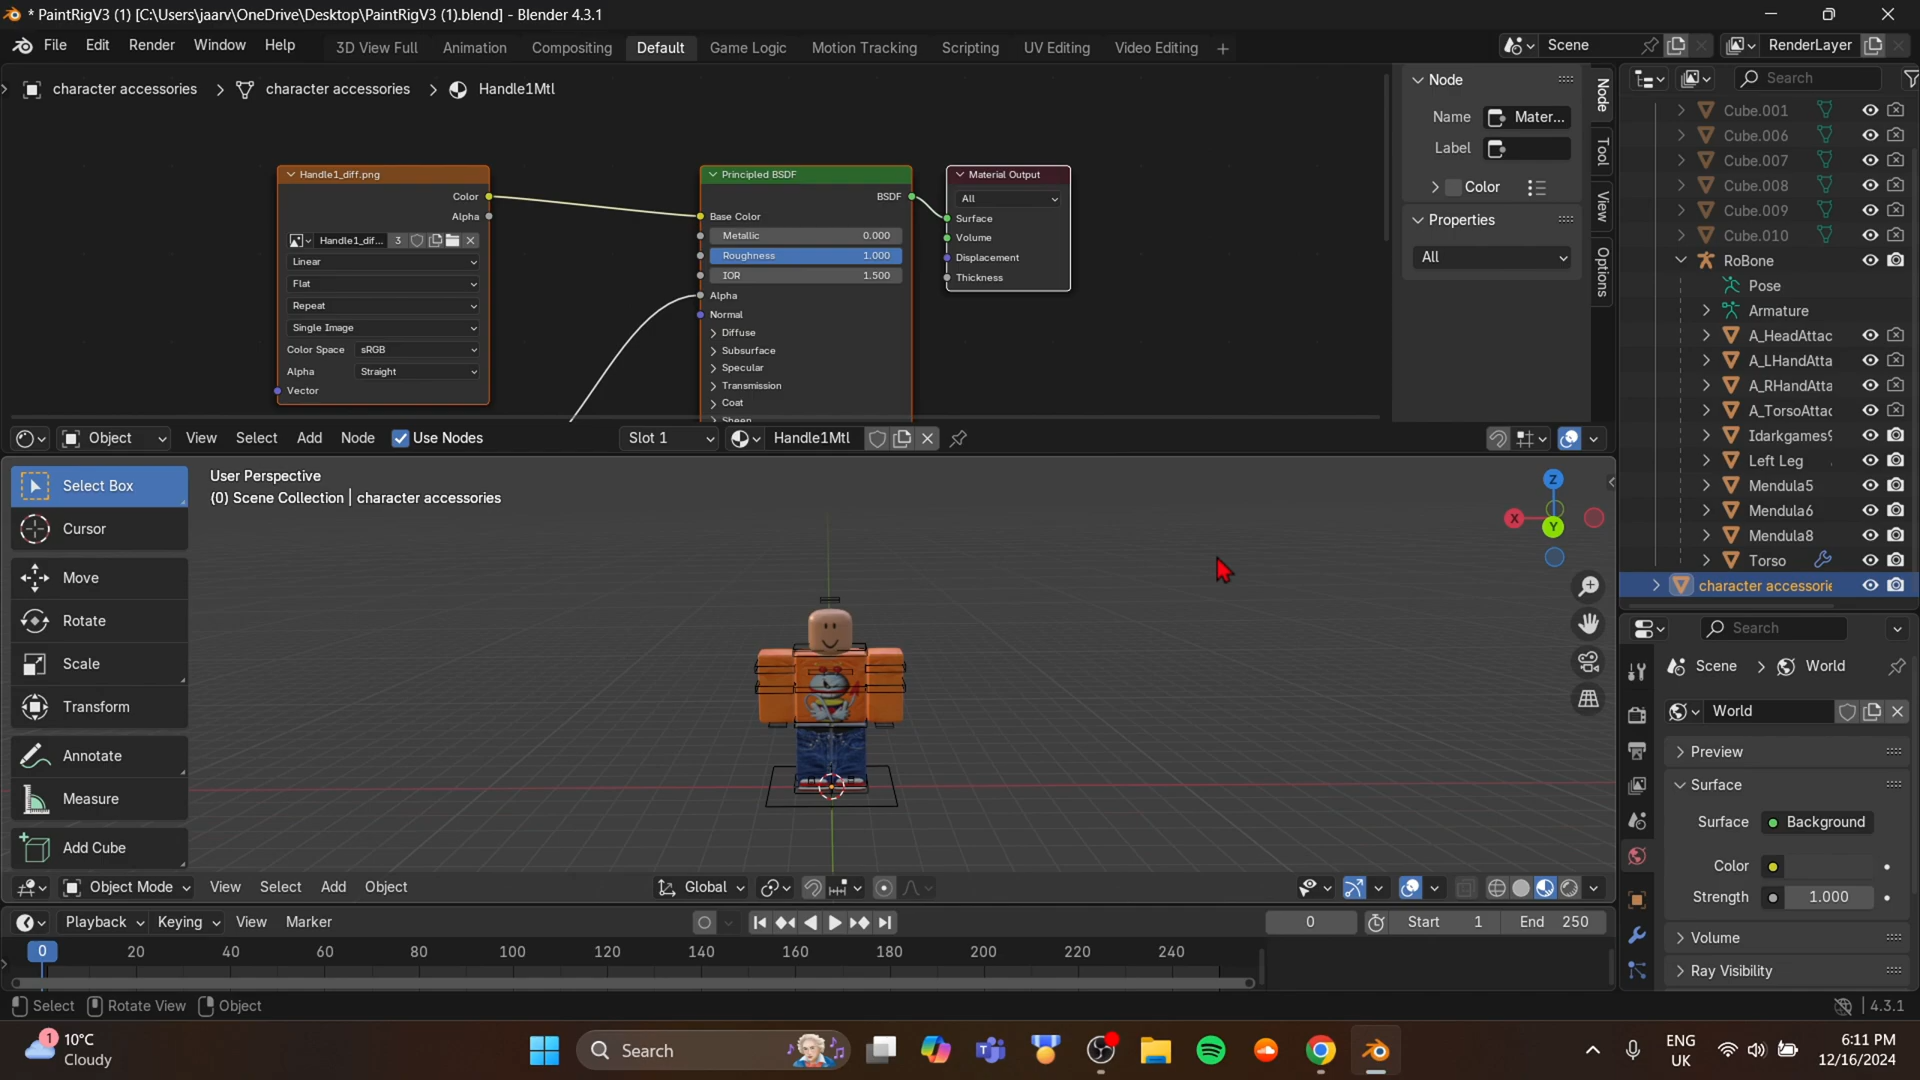 * PaintRigV3 (1) [C:\Users\jaarv\OneDrive\Desktop\PaintRigV3 (1).blend] - Blender 4.3.1
File Edit Render Window Help
3D View Full Animation Compositing Default Game Logic Motion Tracking Scripting UV Editing Video Editing +
Scene
RenderLayer
character accessories > character accessories > Handle1Mtl
Handle1_diff.png
Color
Alpha
Handle1_dif... 3
Linear
Flat
Repeat
Single Image
Color Space sRGB
Alpha Straight
Vector
Principled BSDF
BSDF
Base Color
Metallic 0.000
Roughness 1.000
IOR 1.500
Alpha
Normal
Diffuse
Subsurface
Specular
Transmission
Coat
Sheen
Material Output
All
Surface
Volume
Displacement
Thickness
Node
Name Mater...
Label
Color
Properties
All
Node
Tool
View
Options
Search
Cube.001
Cube.006
Cube.007
Cube.008
Cube.009
Cube.010
RoBone
Pose
Armature
A_HeadAttac
A_LHandAtta
A_RHandAtta
A_TorsoAttac
Idarkgames9
Left Leg
Mendula5
Mendula6
Mendula8
Torso
character accessorie
Object View Select Add Node Use Nodes Slot 1 Handle1Mtl
Select Box
Cursor
Move
Rotate
Scale
Transform
Annotate
Measure
Add Cube
User Perspective
(0) Scene Collection | character accessories
Z
X
Y
Search
Scene > World
World
Preview
Surface
Surface Background
Color
Strength 1.000
Volume
Ray Visibility
Object Mode View Select Add Object Global
Playback Keying View Marker 0 Start 1 End 250
0 20 40 60 80 100 120 140 160 180 200 220 240
Select Rotate View Object 4.3.1
1
10°C
Cloudy
Search
ENG
UK
6:11 PM
12/16/2024